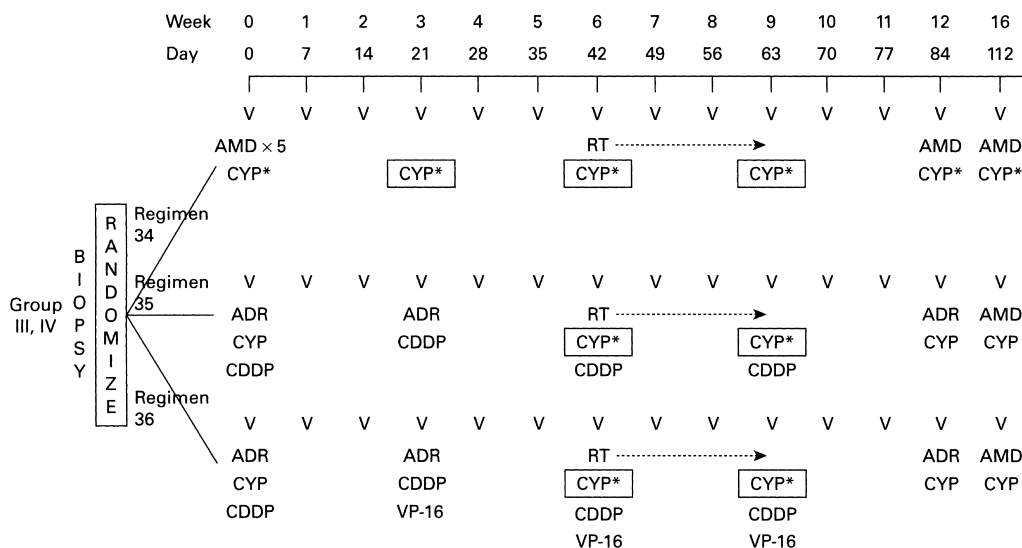 Week 0 1 2 3 4 5 6 7 8 9 10 11 12 16
Day 0 7 14 21 28 35 42 49 56 63 70 77 84 112
V V V V V V V V V V V V V V
AMD × 5 RT AMD AMD
CYP* CYP* CYP* CYP* CYP* CYP*
Group III, IV
BIOPSY
RANDOMIZE
Regimen
34
Regimen
35
V V V V V V V V V V V V V V
ADR ADR RT ADR AMD
CYP CDDP CYP* CYP* CYP CYP
CDDP CDDP CDDP
Regimen
36
V V V V V V V V V V V V V V
ADR ADR RT ADR AMD
CYP CDDP CYP* CYP* CYP CYP
CDDP VP-16 CDDP CDDP
VP-16 VP-16